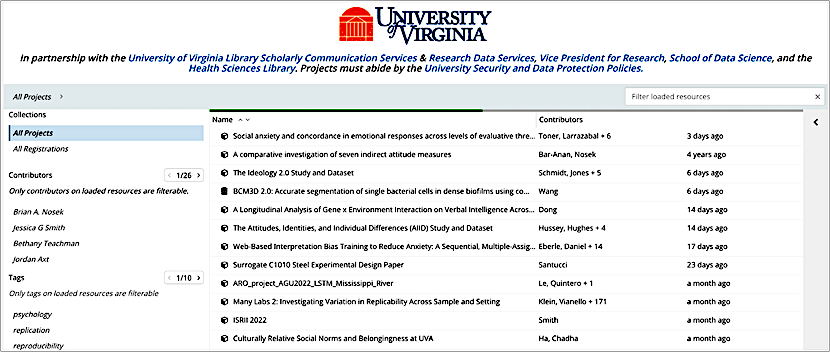 UNIVERSITY
of VIRGINIA
In partnership with the University of Virginia Library Scholarly Communication Services & Research Data Services, Vice President for Research, School of Data Science, and the
Health Sciences Library. Projects must abide by the University Security and Data Protection Policies.
All Projects >
Filter loaded resources ×
Collections
All Projects
All Registrations
Contributors < 1/26 >
Only contributors on loaded resources are filterable.
Brian A. Nosek
Jessica G Smith
Bethany Teachman
Jordan Axt
Tags < 1/10 >
Only tags on loaded resources are filterable
psychology
replication
reproducibility
Name Contributors
Social anxiety and concordance in emotional responses across levels of evaluative thre... Toner, Larrazabal + 6 3 days ago
A comparative investigation of seven indirect attitude measures Bar-Anan, Nosek 4 years ago
The Ideology 2.0 Study and Dataset Schmidt, Jones + 5 6 days ago
BCM3D 2.0: Accurate segmentation of single bacterial cells in dense biofilms using co... Wang 6 days ago
A Longitudinal Analysis of Gene x Environment Interaction on Verbal Intelligence Acros... Dong 14 days ago
The Attitudes, Identities, and Individual Differences (AIID) Study and Dataset Hussey, Hughes + 4 14 days ago
Web-Based Interpretation Bias Training to Reduce Anxiety: A Sequential, Multiple-Assig... Eberle, Daniel + 14 17 days ago
Surrogate C1010 Steel Experimental Design Paper Santucci 23 days ago
ARO_project_AGU2022_LSTM_Mississippi_River Le, Quintero + 1 a month ago
Many Labs 2: Investigating Variation in Replicability Across Sample and Setting Klein, Vianello + 171 a month ago
ISRII 2022 Smith a month ago
Culturally Relative Social Norms and Belongingness at UVA Ha, Chadha a month ago